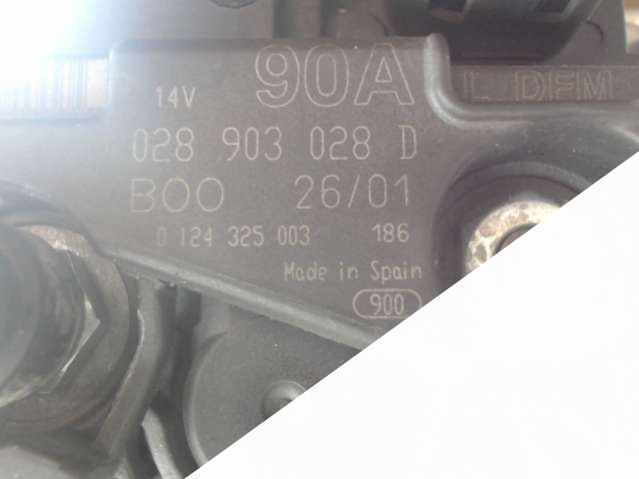 14V 90A L DFM
028 903 028 D
BOO 26/01
0 124 325 003 186
Made in Spain
900